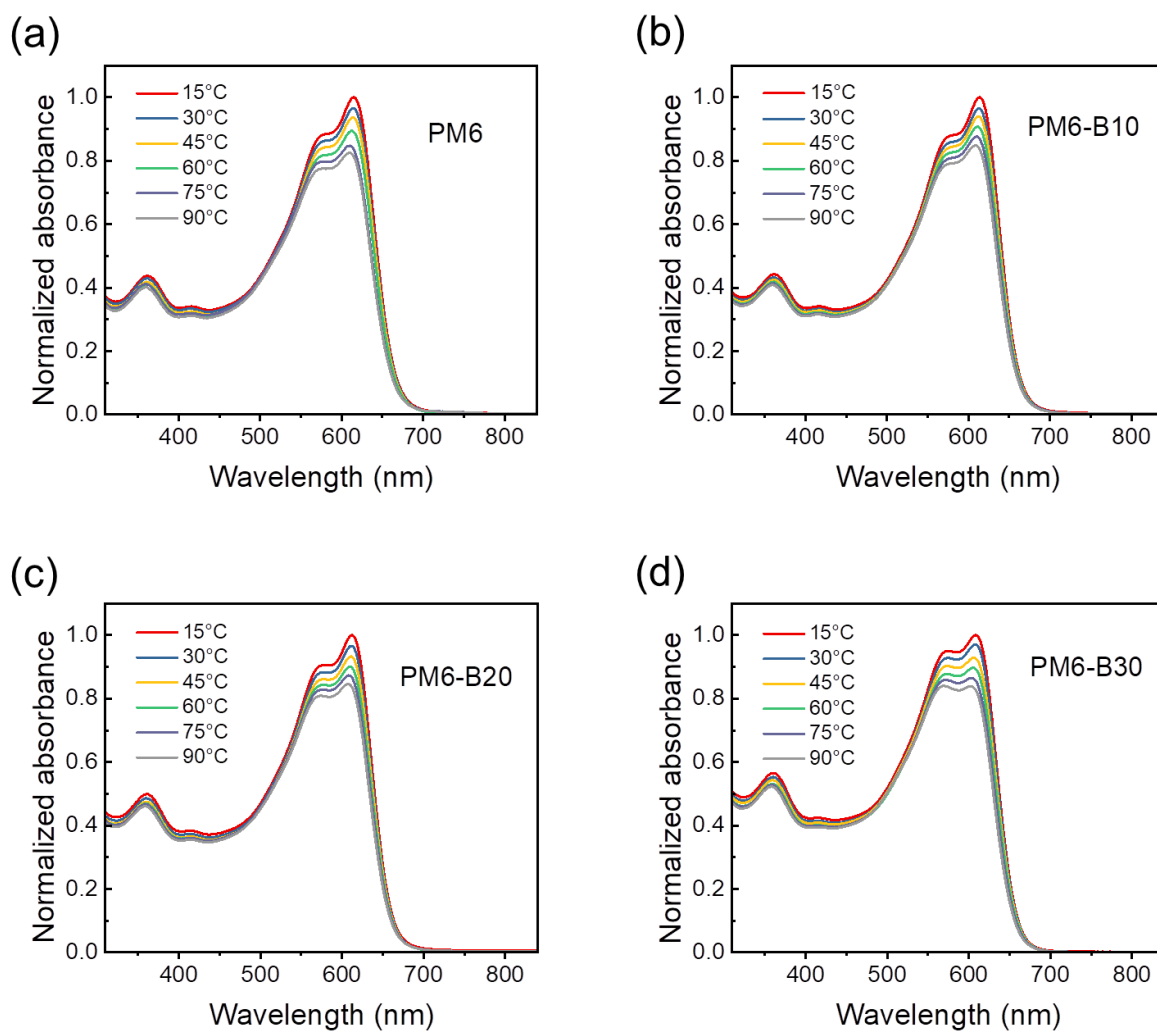 (a)
Normalized absorbance
1.0
0.8
0.6
0.4
0.2
0.0
15°C
30°C
45°C
60°C
75°C
90°C
PM6
400 500 600 700 800
Wavelength (nm)
(b)
Normalized absorbance
1.0
0.8
0.6
0.4
0.2
0.0
15°C
30°C
45°C
60°C
75°C
90°C
PM6-B10
400 500 600 700 800
Wavelength (nm)
(c)
Normalized absorbance
1.0
0.8
0.6
0.4
0.2
0.0
15°C
30°C
45°C
60°C
75°C
90°C
PM6-B20
400 500 600 700 800
Wavelength (nm)
(d)
Normalized absorbance
1.0
0.8
0.6
0.4
0.2
0.0
15°C
30°C
45°C
60°C
75°C
90°C
PM6-B30
400 500 600 700 800
Wavelength (nm)